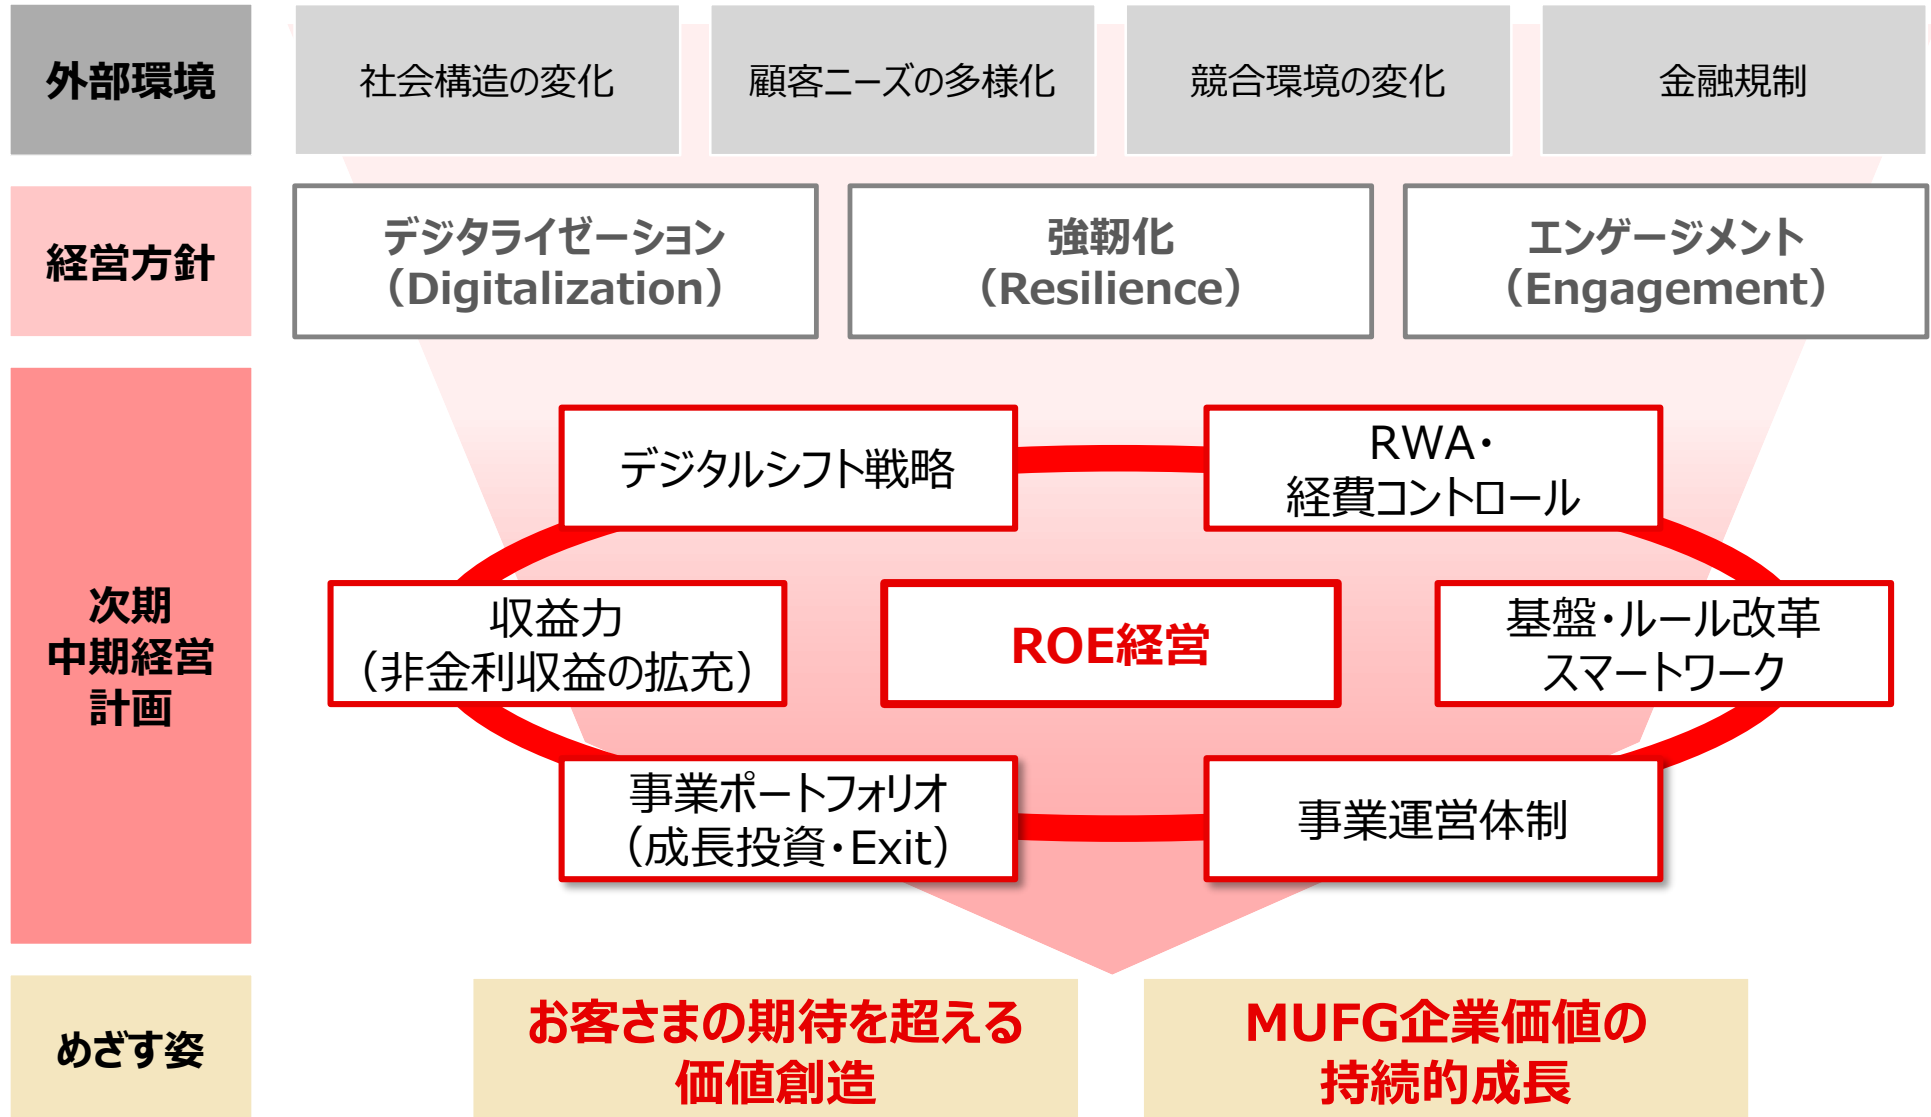 外部環境
社会構造の変化
顧客ニーズの多様化
競合環境の変化
金融規制
経営方針
デジタライゼーション
（Digitalization）
強靭化
（Resilience）
エンゲージメント
（Engagement）
次期
中期経営
計画
デジタルシフト戦略
RWA・
経費コントロール
収益力
（非金利収益の拡充）
ROE経営
基盤・ルール改革
スマートワーク
事業ポートフォリオ
（成長投資・Exit）
事業運営体制
めざす姿
お客さまの期待を超える
価値創造
MUFG企業価値の
持続的成長